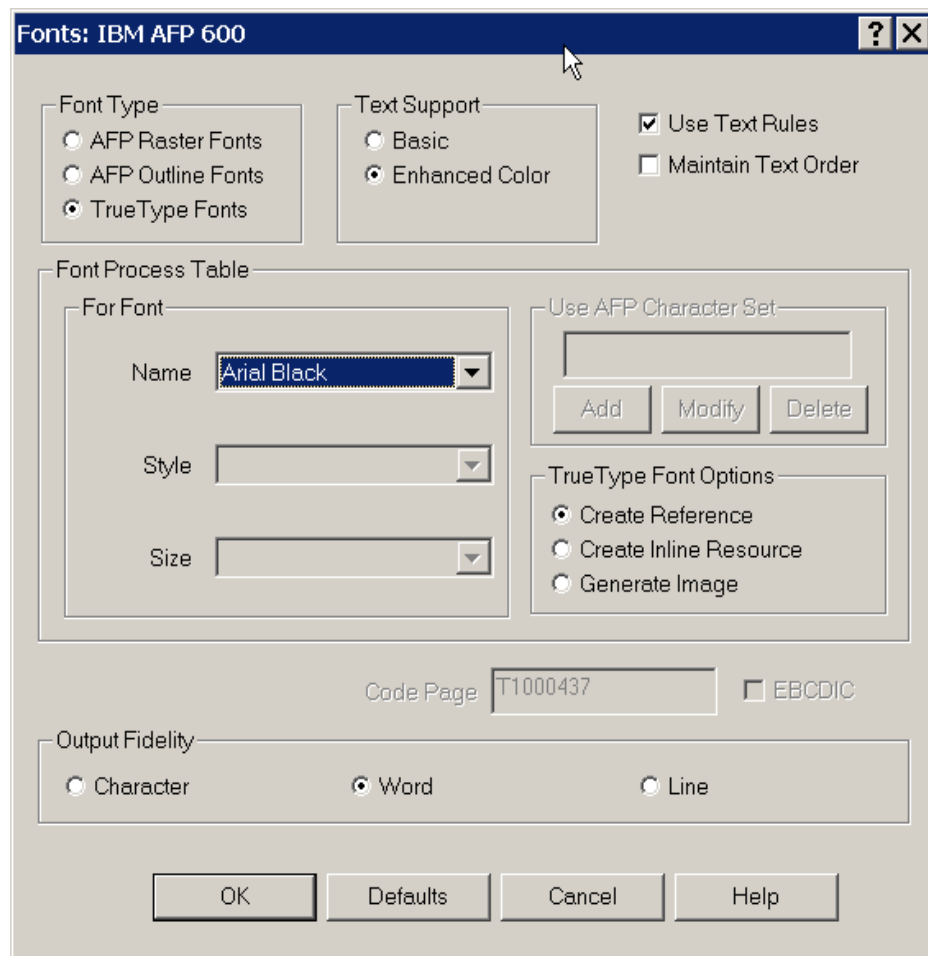 Fonts: IBM AFP 600
Font Type
AFP Raster Fonts
AFP Outline Fonts
TrueType Fonts
Text Support
Basic
Enhanced Color
Use Text Rules
Maintain Text Order
Font Process Table
For Font
Name Arial Black
Style
Size
Use AFP Character Set
Add Modify Delete
TrueType Font Options
Create Reference
Create Inline Resource
Generate Image
Code Page T1000437 EBCDIC
Output Fidelity
Character Word Line
OK Defaults Cancel Help